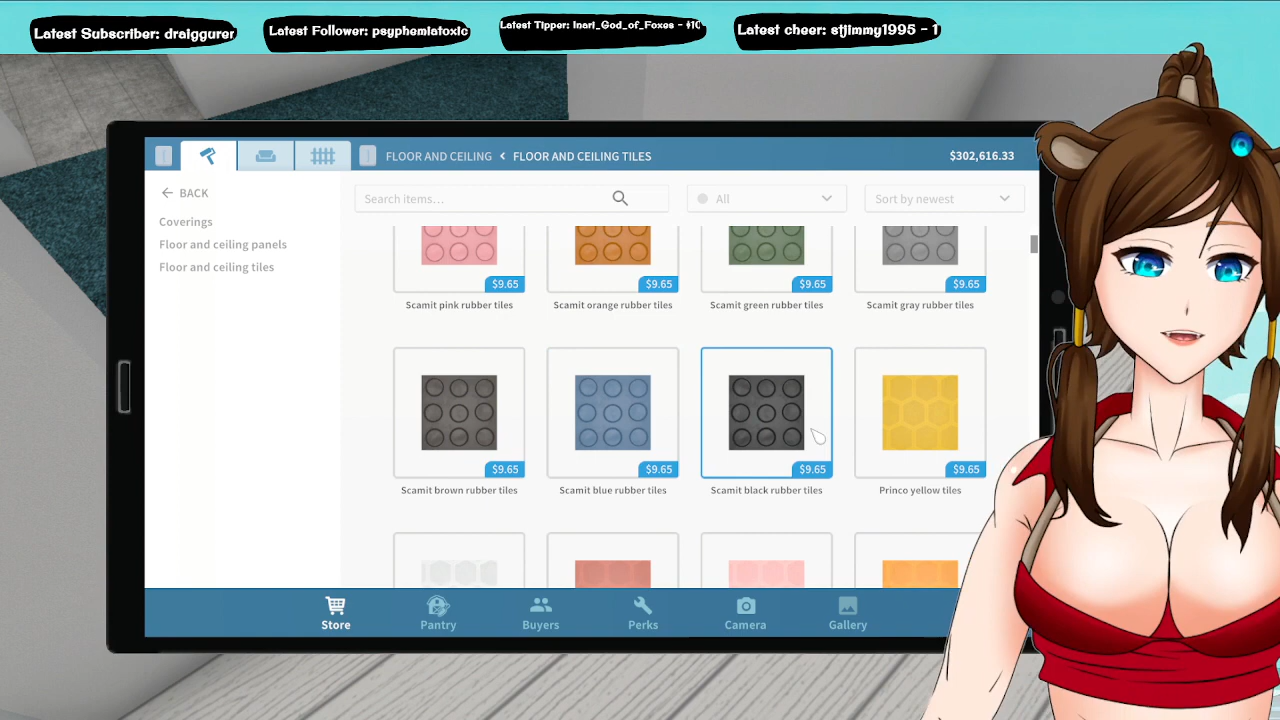 Latest Subscriber: draiggurer
Latest Follower: psyphemiatoxic
Latest Tipper: Inari_God_of_Foxes - $10
Latest cheer: stjimmy1995 - 1
FLOOR AND CEILING < FLOOR AND CEILING TILES
$302,616.33
← BACK
Coverings
Floor and ceiling panels
Floor and ceiling tiles
Search items...
All
Sort by newest
$9.65
$9.65
$9.65
$9.65
Scamit pink rubber tiles
Scamit orange rubber tiles
Scamit green rubber tiles
Scamit gray rubber tiles
$9.65
$9.65
$9.65
$9.65
Scamit brown rubber tiles
Scamit blue rubber tiles
Scamit black rubber tiles
Princo yellow tiles
Store
Pantry
Buyers
Perks
Camera
Gallery